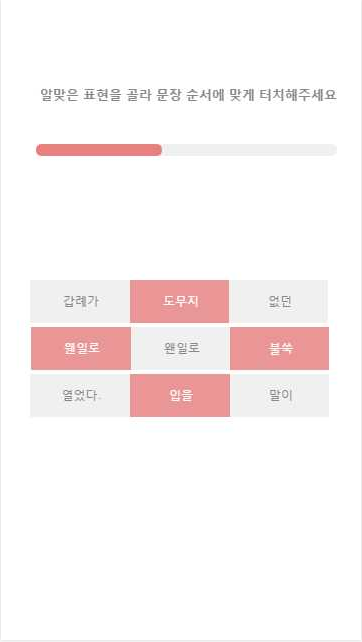 알맞은 표현을 골라 문장 순서에 맞게 터치해주세요
갑례가 도무지 없던
웬일로 왠일로 불쑥
열었다. 입을 말이